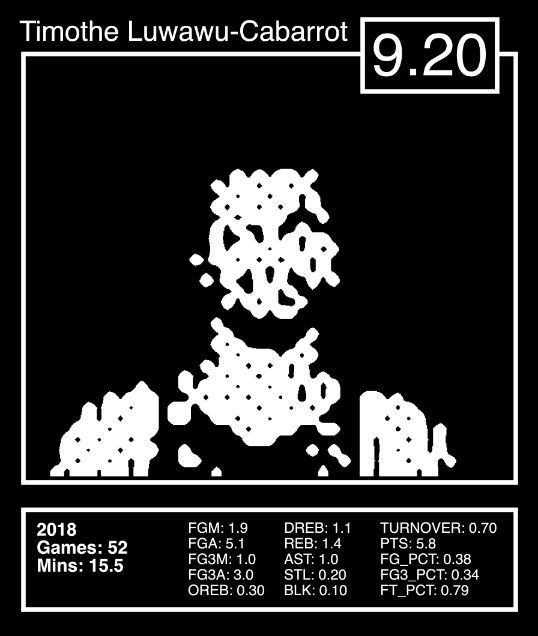 Timothe Luwawu-Cabarrot
9.20
2018
Games: 52
Mins: 15.5
FGM: 1.9
FGA: 5.1
FG3M: 1.0
FG3A: 3.0
OREB: 0.30
DREB: 1.1
REB: 1.4
AST: 1.0
STL: 0.20
BLK: 0.10
TURNOVER: 0.70
PTS: 5.8
FG_PCT: 0.38
FG3_PCT: 0.34
FT_PCT: 0.79